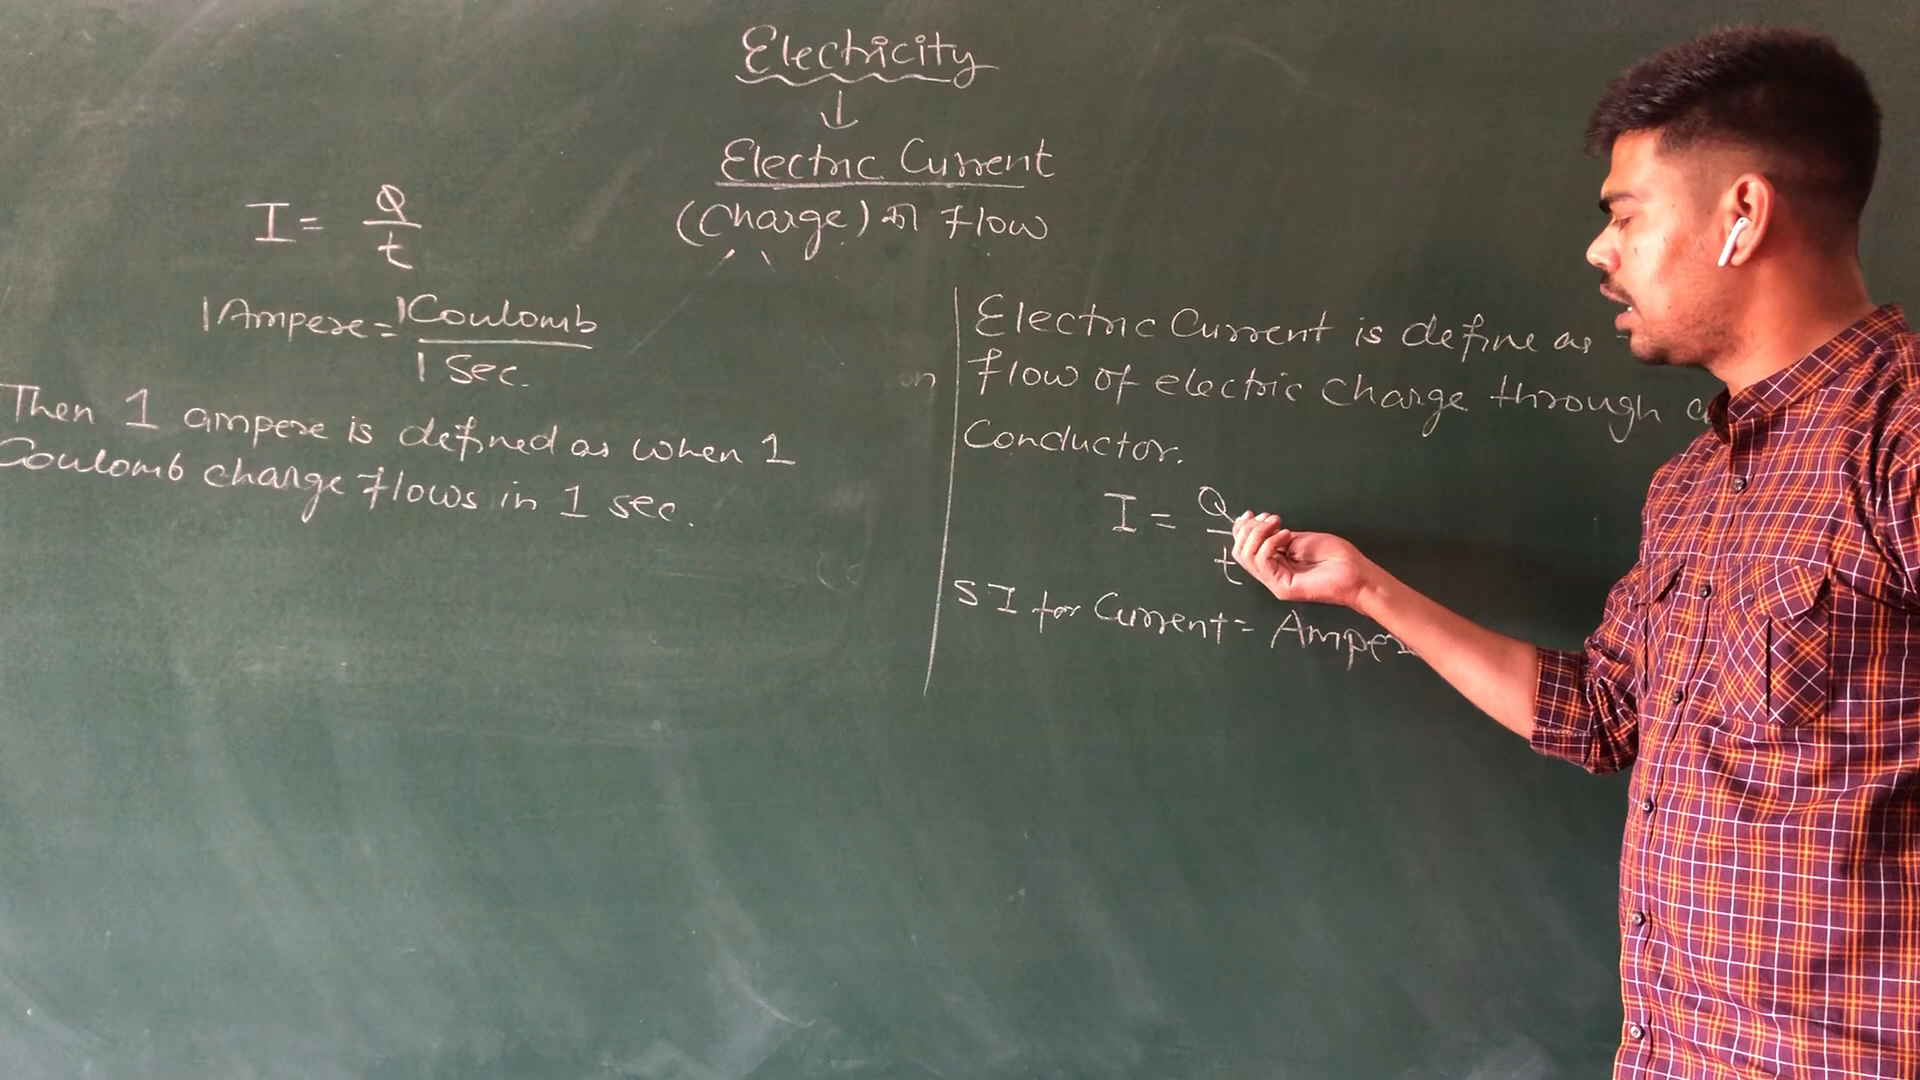 Electricity
↓
Electric Current
(Charge) का Flow
I = Q/t
1 Ampere = 1 Coulomb / 1 Sec.
Then 1 ampere is defined as when 1
Coulomb charge flows in 1 sec.
Electric Current is define as
flow of electric charge through
Conductor.
I = Q/t
SI for Current = Amper